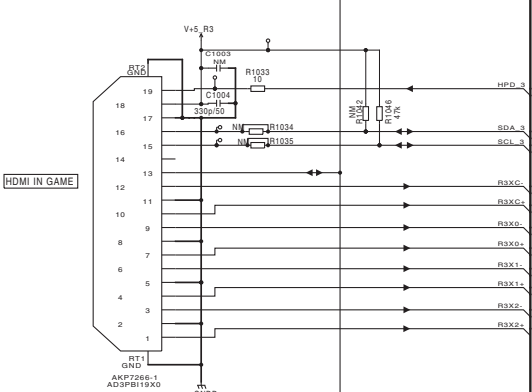 V+5_R3
C1003
NM
RT2
GND
R1033
10
19
HPD_3
C1004
18
330p/50
NM
R1042
R1046
47k
17
NM R1034
SDA_3
16
NM R1035
SCL_3
15
14
13
HDMI IN GAME
12
R3XC-
11
R3XC+
10
R3X0-
9
8
R3X0+
7
R3X1-
6
5
R3X1+
4
R3X2-
3
2
R3X2+
1
RT1
GND
AKP7266-1
AD3PBI19X0